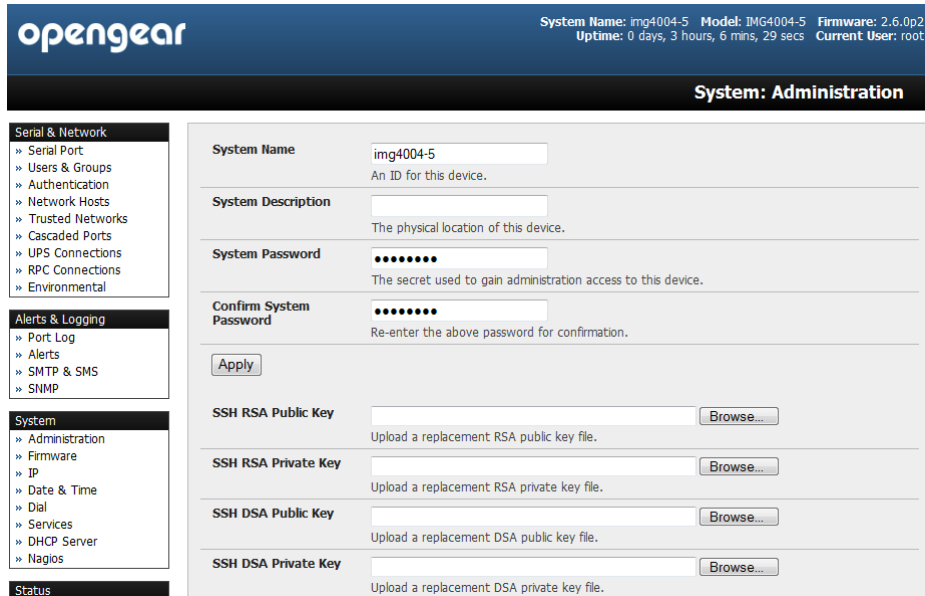 opengear
System Name: img4004-5 Model: IMG4004-5 Firmware: 2.6.0p2
Uptime: 0 days, 3 hours, 6 mins, 29 secs Current User: root
System: Administration
Serial & Network
» Serial Port
» Users & Groups
» Authentication
» Network Hosts
» Trusted Networks
» Cascaded Ports
» UPS Connections
» RPC Connections
» Environmental
Alerts & Logging
» Port Log
» Alerts
» SMTP & SMS
» SNMP
System
» Administration
» Firmware
» IP
» Date & Time
» Dial
» Services
» DHCP Server
» Nagios
Status
System Name
img4004-5
An ID for this device.
System Description
The physical location of this device.
System Password
••••••••
The secret used to gain administration access to this device.
Confirm System
Password
••••••••
Re-enter the above password for confirmation.
Apply
SSH RSA Public Key
Browse...
Upload a replacement RSA public key file.
SSH RSA Private Key
Browse...
Upload a replacement RSA private key file.
SSH DSA Public Key
Browse...
Upload a replacement DSA public key file.
SSH DSA Private Key
Browse...
Upload a replacement DSA private key file.